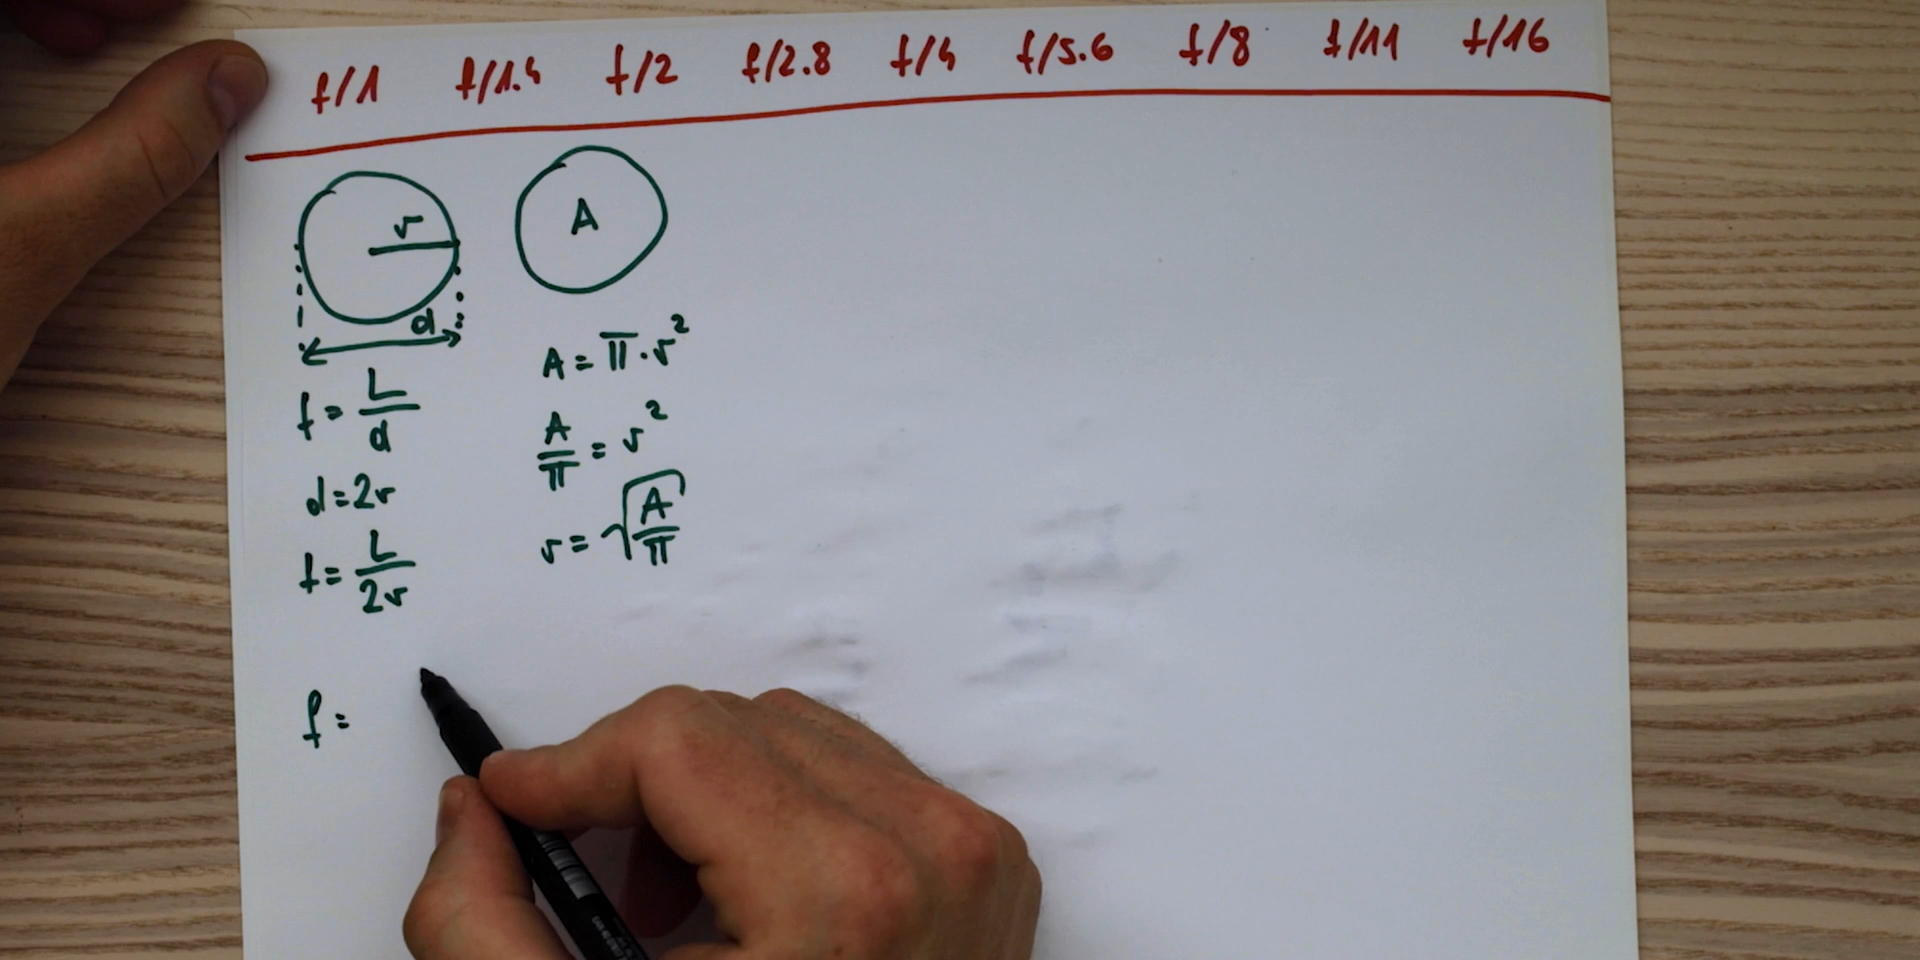 f/1 f/1.4 f/2 f/2.8 f/4 f/5.6 f/8 f/11 f/16
r
d
A
f = L/d
d = 2r
f = L/2r
f =
A = π · r²
A/π = r²
r = √A/π